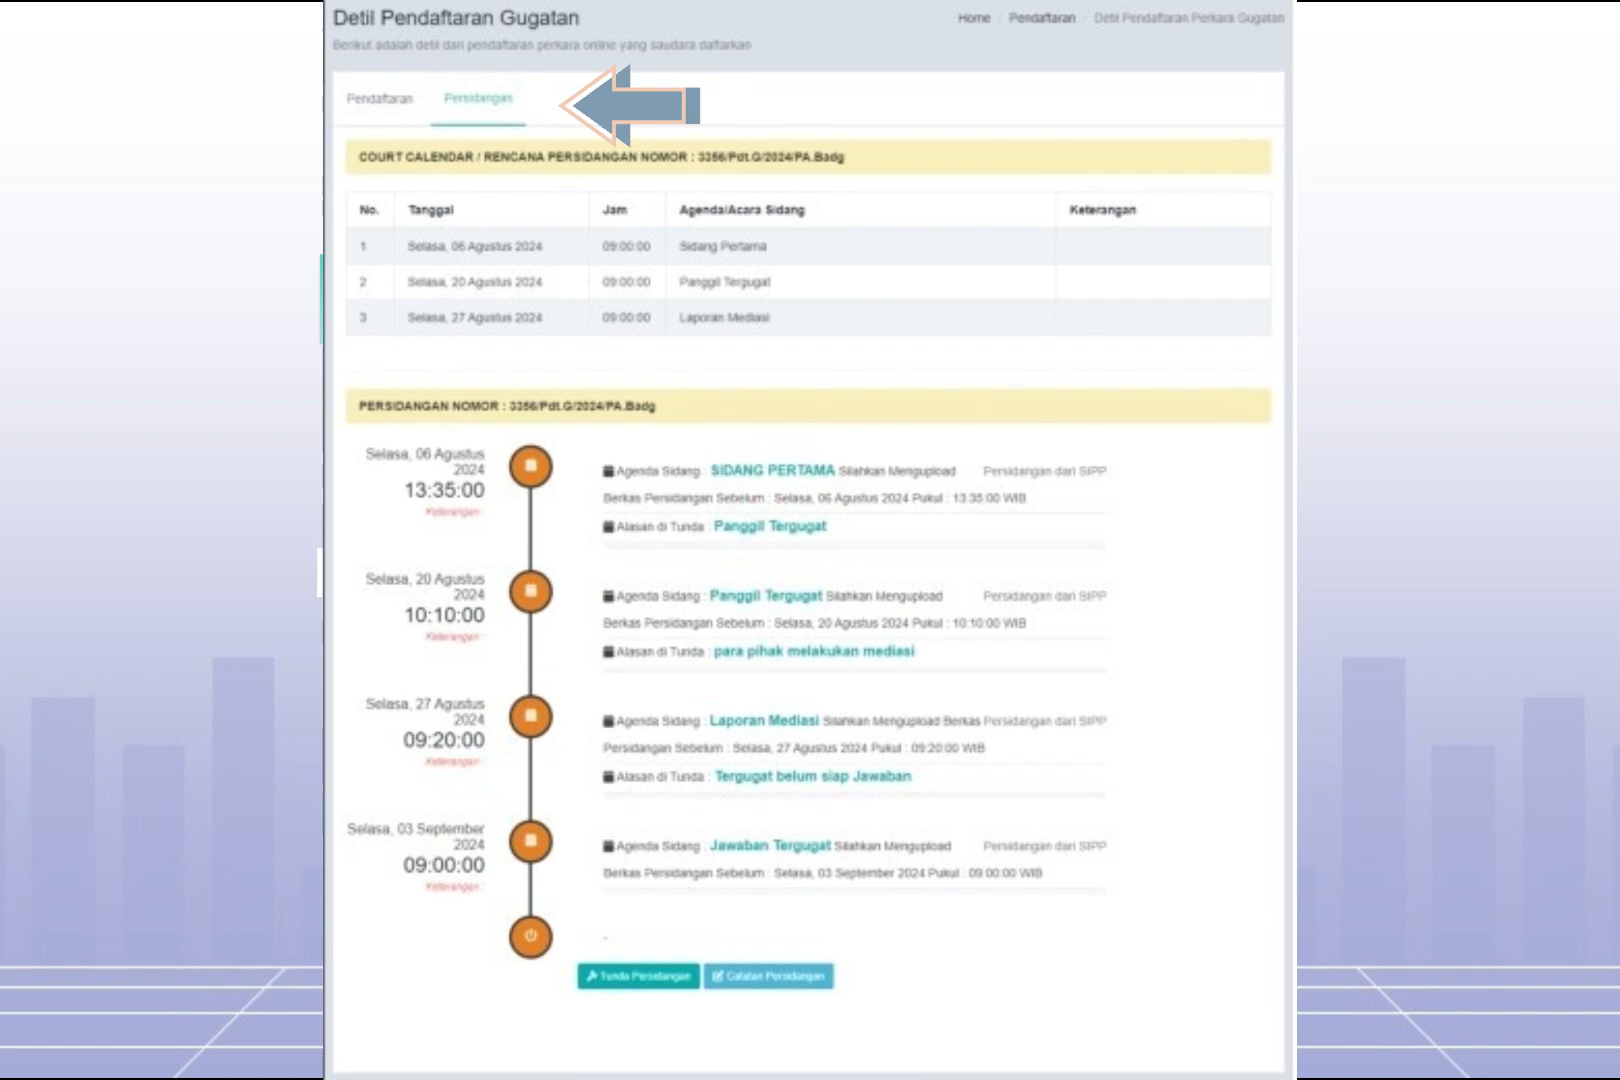 Detil Pendaftaran Gugatan
Home / Pendaftaran / Detil Pendaftaran Perkara Gugatan
Berikut adalah detil dari pendaftaran perkara online yang saudara daftarkan
Pendaftaran Persidangan
COURT CALENDAR / RENCANA PERSIDANGAN NOMOR : 3356/Pdt.G/2024/PA.Badg
No. Tanggal Jam Agenda/Acara Sidang Keterangan
1 Selasa, 06 Agustus 2024 09:00:00 Sidang Pertama
2 Selasa, 20 Agustus 2024 09:00:00 Panggil Tergugat
3 Selasa, 27 Agustus 2024 09:00:00 Laporan Mediasi
PERSIDANGAN NOMOR : 3356/Pdt.G/2024/PA.Badg
Selasa, 06 Agustus
2024
13:35:00
Keterangan :
Agenda Sidang : SIDANG PERTAMA Silahkan Mengupload Persidangan dari SIPP
Berkas Persidangan Sebelum : Selasa, 06 Agustus 2024 Pukul : 13:35:00 WIB
Alasan di Tunda : Panggil Tergugat
Selasa, 20 Agustus
2024
10:10:00
Keterangan :
Agenda Sidang : Panggil Tergugat Silahkan Mengupload Persidangan dari SIPP
Berkas Persidangan Sebelum : Selasa, 20 Agustus 2024 Pukul : 10:10:00 WIB
Alasan di Tunda : para pihak melakukan mediasi
Selasa, 27 Agustus
2024
09:20:00
Keterangan :
Agenda Sidang : Laporan Mediasi Silahkan Mengupload Berkas Persidangan dari SIPP
Persidangan Sebelum : Selasa, 27 Agustus 2024 Pukul : 09:20:00 WIB
Alasan di Tunda : Tergugat belum siap Jawaban
Selasa, 03 September
2024
09:00:00
Keterangan :
Agenda Sidang : Jawaban Tergugat Silahkan Mengupload Persidangan dari SIPP
Berkas Persidangan Sebelum : Selasa, 03 September 2024 Pukul : 09:00:00 WIB
-
Tunda Persidangan Catatan Persidangan